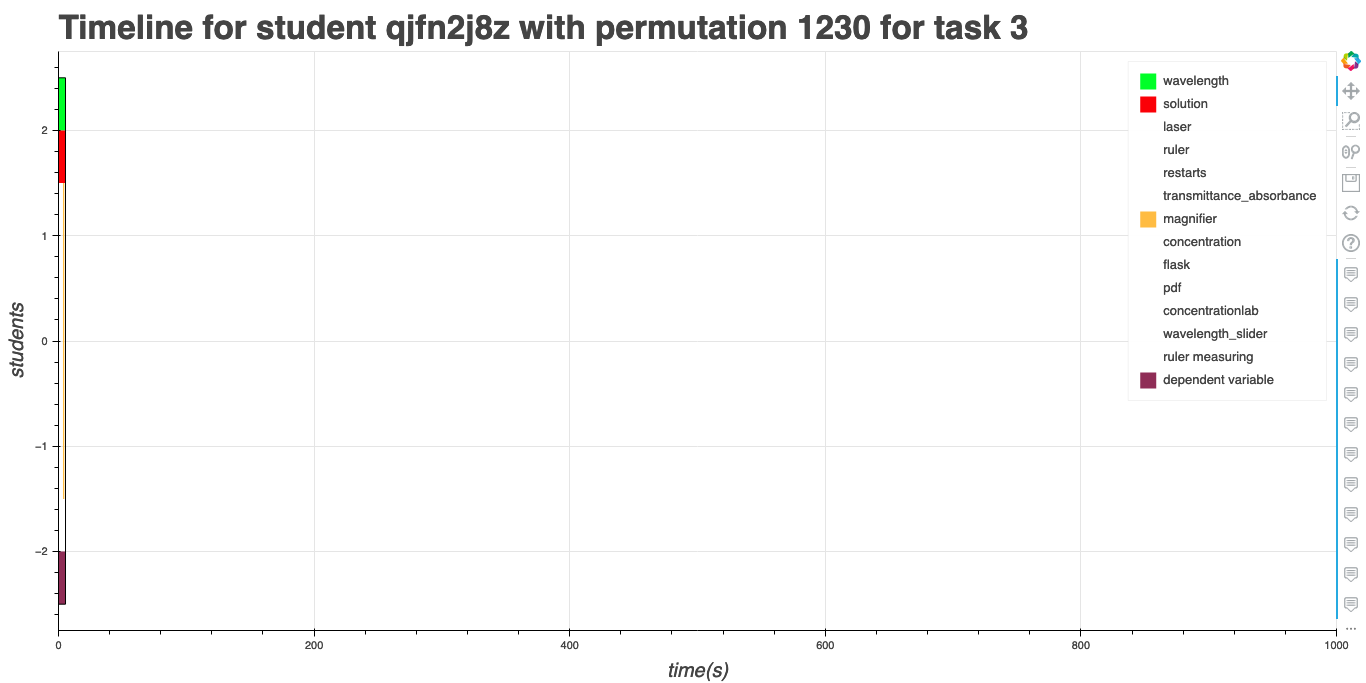 Timeline for student qjfn2j8z with permutation 1230 for task 3
wavelength
solution
laser
ruler
restarts
transmittance_absorbance
magnifier
concentration
flask
pdf
concentrationlab
wavelength_slider
ruler measuring
dependent variable
students
2
1
0
−1
−2
0 200 400 600 800 1000
time(s)